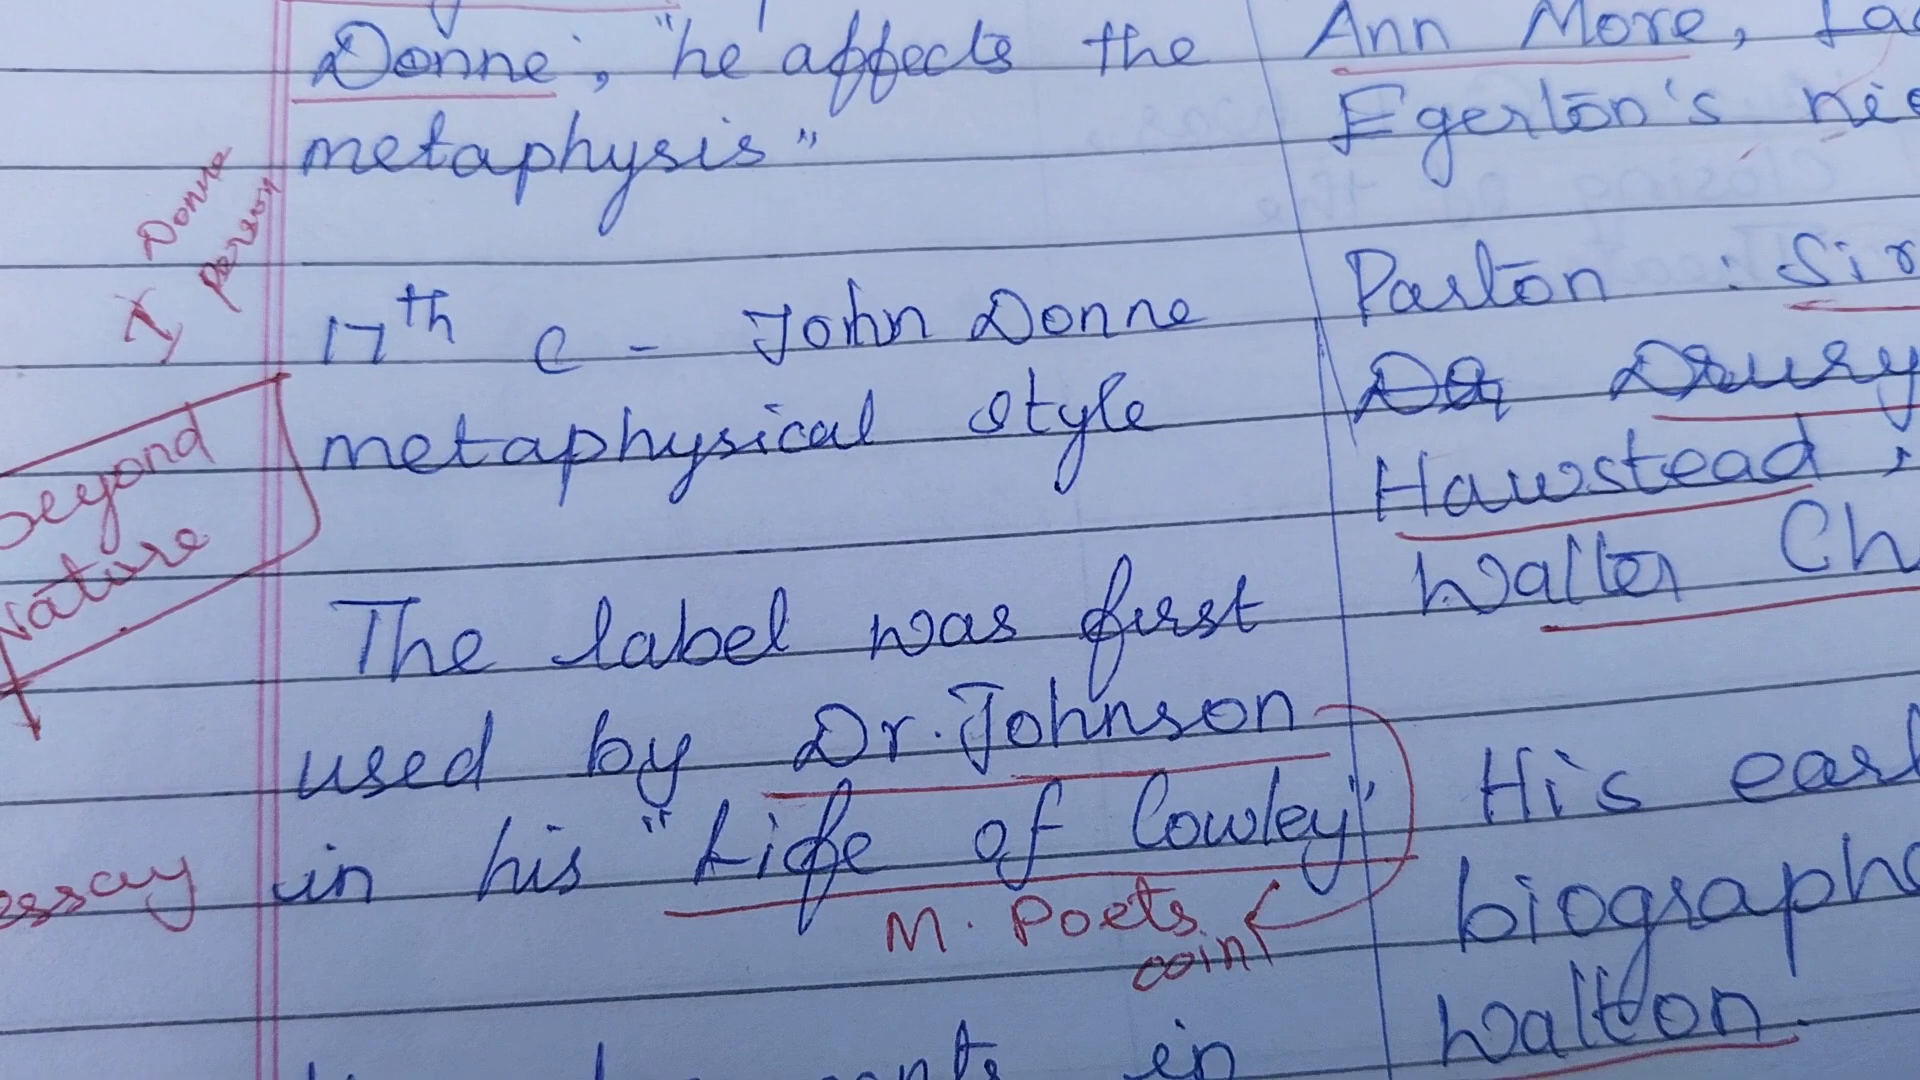 Donne; "he affects the
metaphysis"
17th c - John Donne
metaphysical style
The label was first
used by Dr. Johnson
in his "Life of Cowley"
M. Poets
coin
in
Donne
person
beyond
Nature
essay
Ann More,
Egerton's
Paston : Sir
Drury
Hawstead,
Walter Ch
His
biograph
Walton.